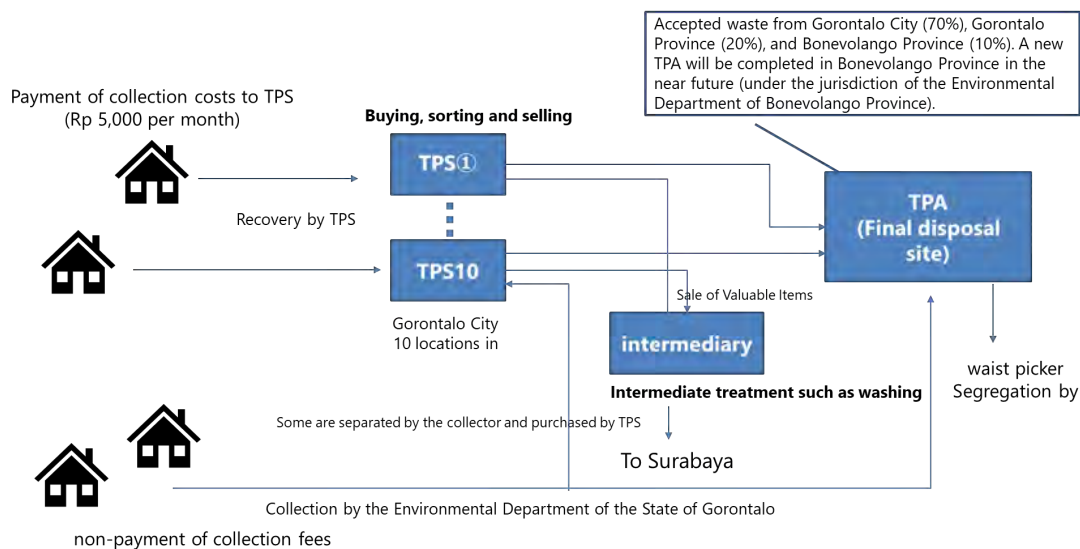 Accepted waste from Gorontalo City (70%), Gorontalo
Province (20%), and Bonevolango Province (10%). A new
TPA will be completed in Bonevolango Province in the
near future (under the jurisdiction of the Environmental
Department of Bonevolango Province).
Payment of collection costs to TPS
(Rp 5,000 per month)
Buying, sorting and selling
TPS①
Recovery by TPS
TPS10
TPA
(Final disposal
site)
Gorontalo City
10 locations in
Sale of Valuable Items
intermediary
Intermediate treatment such as washing
waist picker
Segregation by
Some are separated by the collector and purchased by TPS
To Surabaya
Collection by the Environmental Department of the State of Gorontalo
non-payment of collection fees